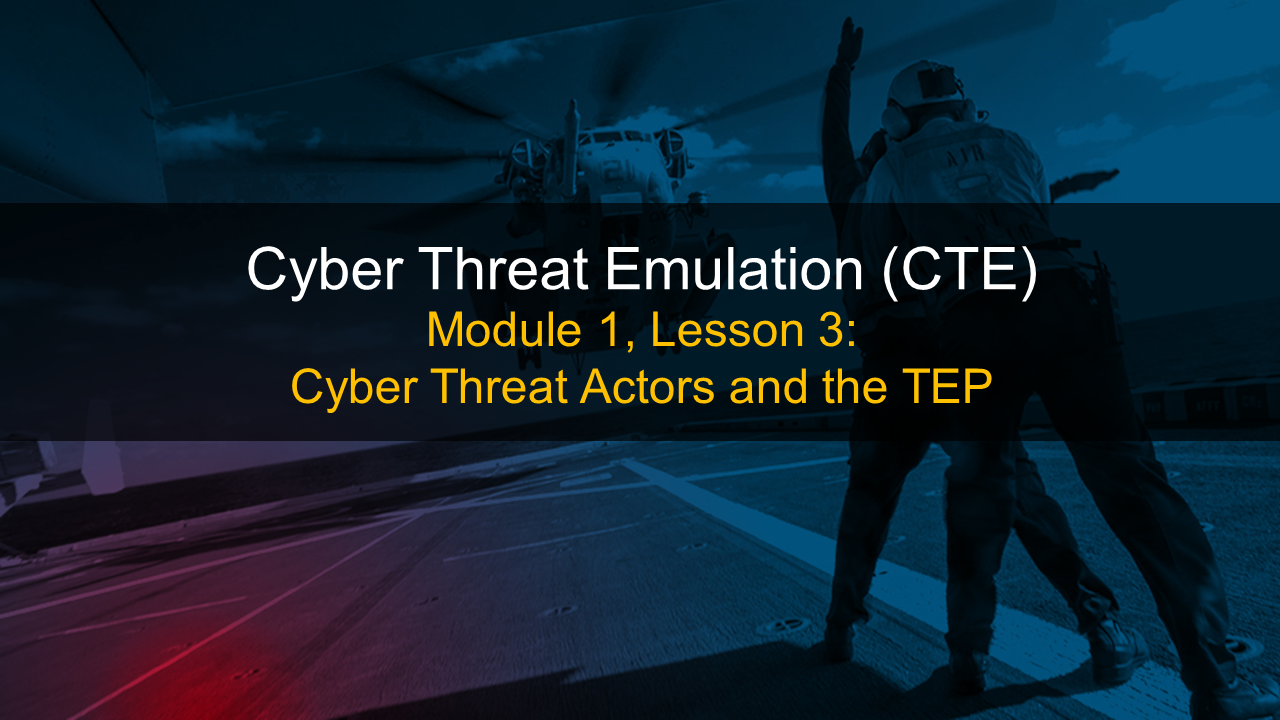 Cyber Threat Emulation (CTE)
Module 1, Lesson 3:
Cyber Threat Actors and the TEP